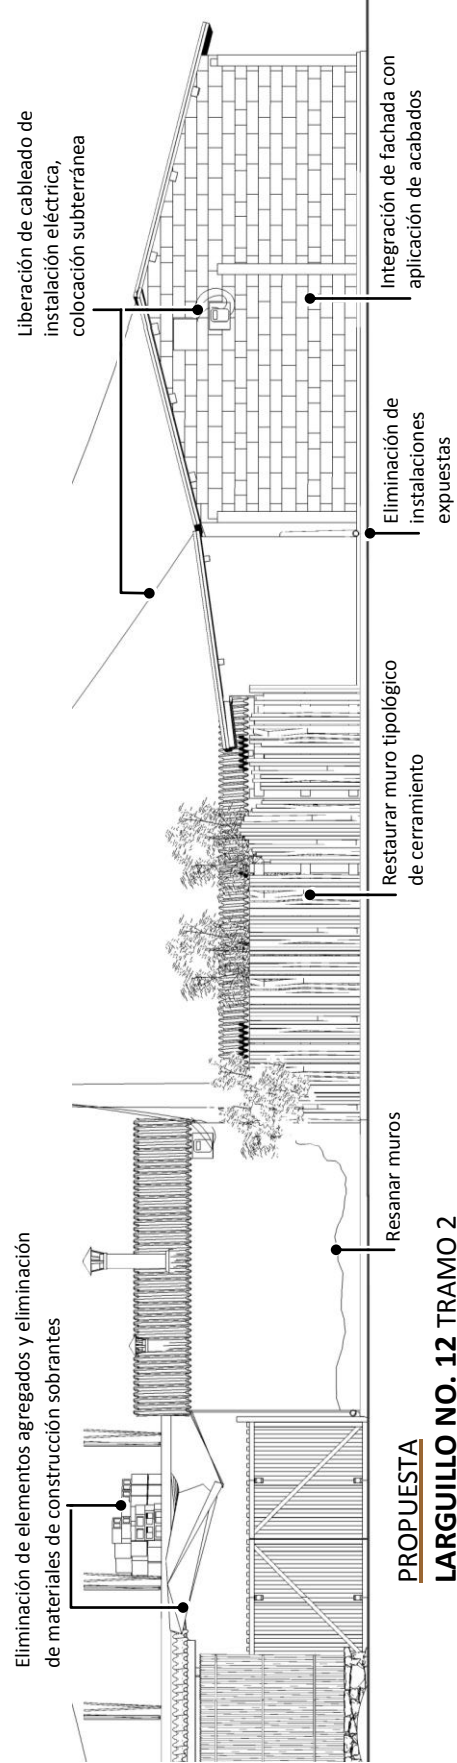 Eliminación de elementos agregados y eliminación
de materiales de construcción sobrantes
Liberación de cableado de
instalación eléctrica,
colocación subterránea
Resanar muros
Restaurar muro tipológico
de cerramiento
Eliminación de
instalaciones
expuestas
Integración de fachada con
aplicación de acabados
PROPUESTA
LARGUILLO NO. 12 TRAMO 2